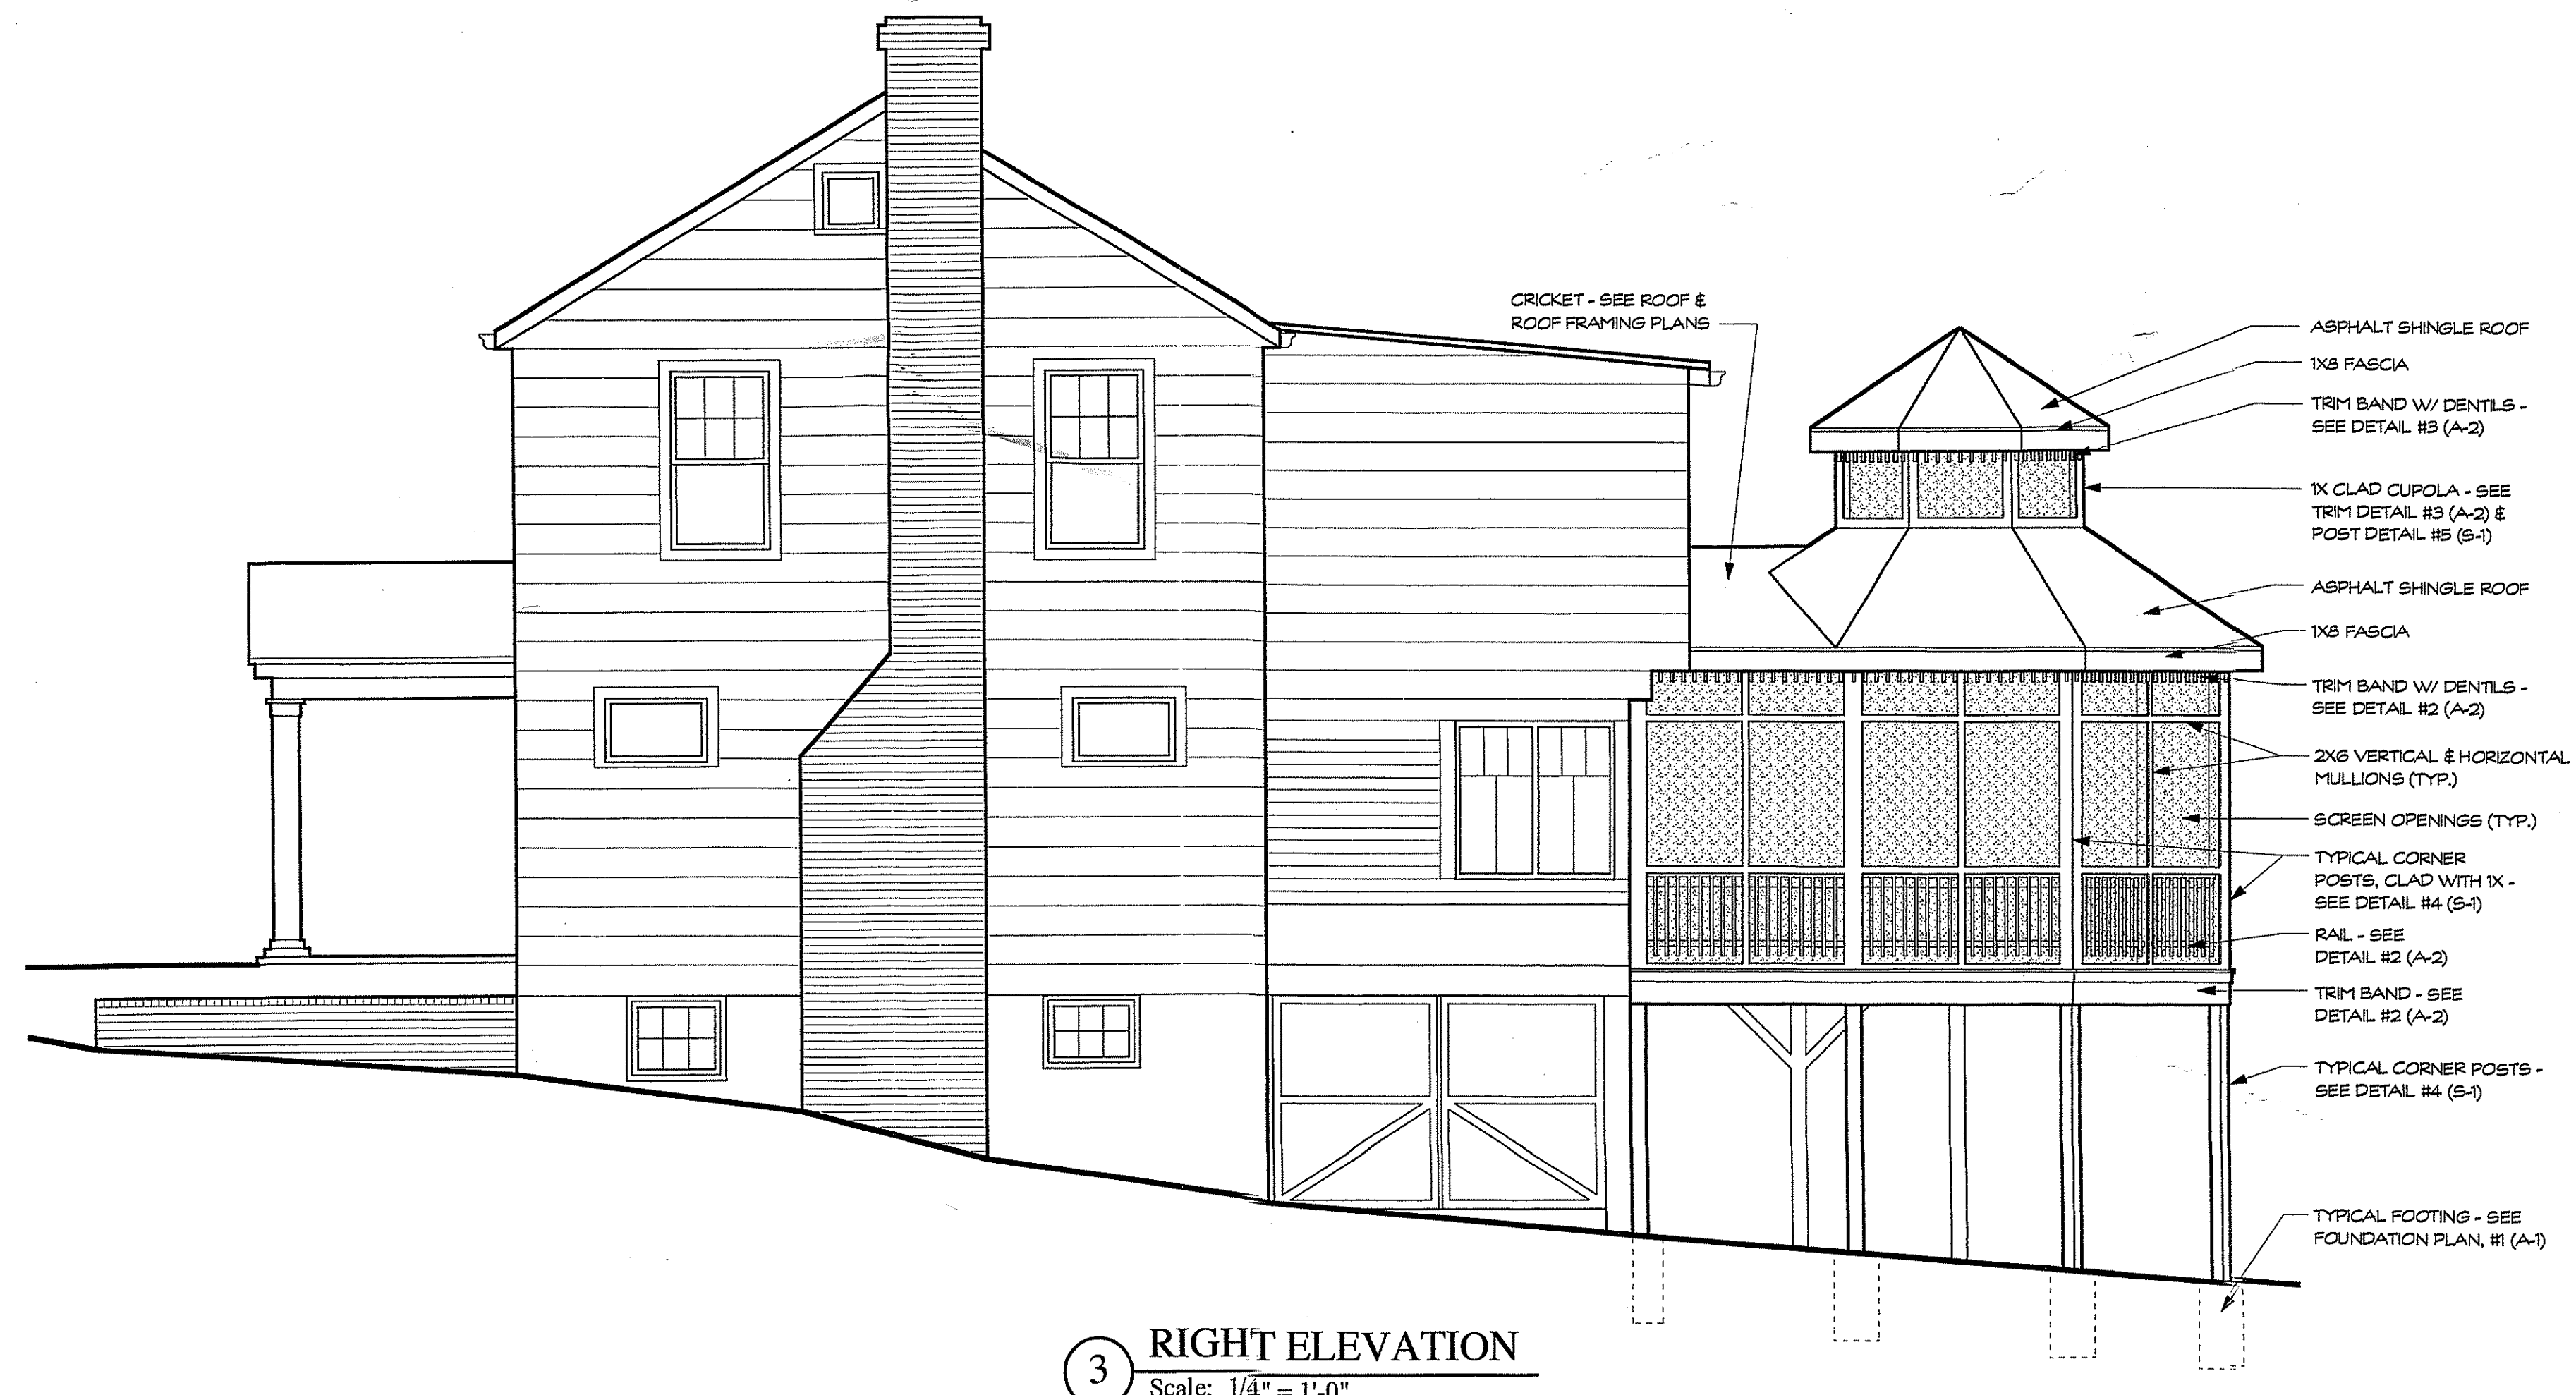 CRICKET - SEE ROOF &
ROOF FRAMING PLANS
ASPHALT SHINGLE ROOF
1X8 FASCIA
TRIM BAND W/ DENTILS -
SEE DETAIL #3 (A-2)
1X CLAD CUPOLA - SEE
TRIM DETAIL #3 (A-2) &
POST DETAIL #5 (S-1)
ASPHALT SHINGLE ROOF
1X8 FASCIA
TRIM BAND W/ DENTILS -
SEE DETAIL #2 (A-2)
2X6 VERTICAL & HORIZONTAL
MULLIONS (TYP.)
SCREEN OPENINGS (TYP.)
TYPICAL CORNER
POSTS, CLAD WITH 1X -
SEE DETAIL #4 (S-1)
RAIL - SEE
DETAIL #2 (A-2)
TRIM BAND - SEE
DETAIL #2 (A-2)
TYPICAL CORNER POSTS -
SEE DETAIL #4 (S-1)
TYPICAL FOOTING - SEE
FOUNDATION PLAN, #1 (A-1)
3 RIGHT ELEVATION
Scale: 1/4" = 1'-0"